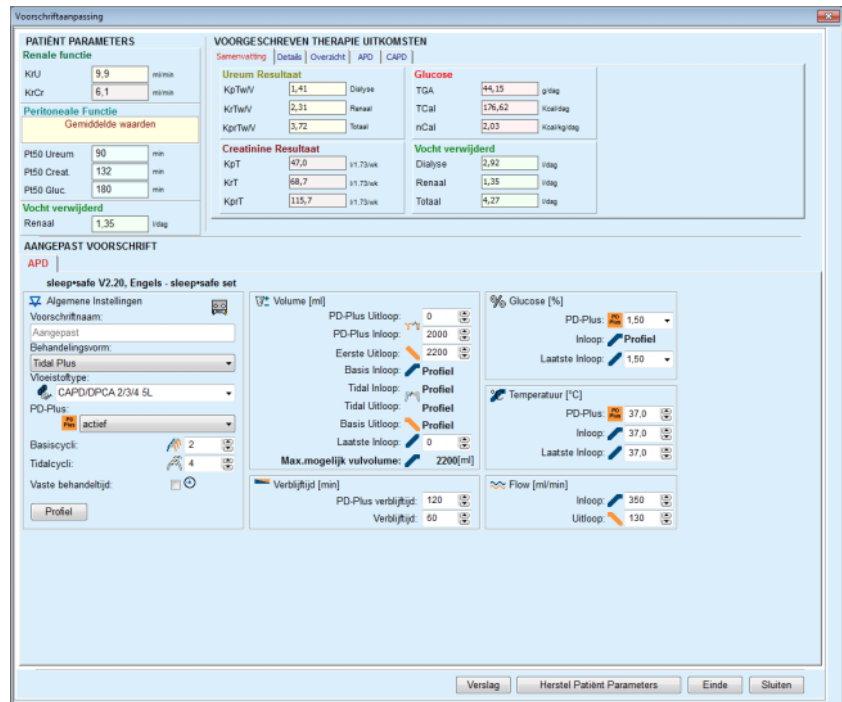 Voorschriftaanpassing
PATIËNT PARAMETERS
Renale functie
KrU 9,9 ml/min
KrCr 6,1 ml/min
Peritoneale Functie
Gemiddelde waarden
Pt50 Ureum 90 min
Pt50 Creat. 132 min
Pt50 Gluc. 180 min
Vocht verwijderd
Renaal 1,35 l/dag
VOORGESCHREVEN THERAPIE UITKOMSTEN
Samenvatting Details Overzicht APD CAPD
Ureum Resultaat
KpTw/V 1,41 Dialyse
KrTw/V 2,31 Renaal
KprTw/V 3,72 Totaal
Glucose
TGA 44,15 g/dag
TCal 176,62 Kcal/dag
nCal 2,03 Kcal/kg/dag
Creatinine Resultaat
KpT 47,0 l/1.73/wk
KrT 68,7 l/1.73/wk
KprT 115,7 l/1.73/wk
Vocht verwijderd
Dialyse 2,92 l/dag
Renaal 1,35 l/dag
Totaal 4,27 l/dag
AANGEPAST VOORSCHRIFT
APD
sleep•safe V2.20, Engels - sleep•safe set
Algemene Instellingen
Voorschriftnaam:
Aangepast
Behandelingsvorm:
Tidal Plus
Vloeistoftype:
CAPD/DPCA 2/3/4 5L
PD-Plus:
PD Plus actief
Basiscycli: 2
Tidalcycli: 4
Vaste behandeltijd:
Profiel
Volume [ml]
PD-Plus Uitloop: 0
PD-Plus Inloop: 2000
Eerste Uitloop: 2200
Basis Inloop: Profiel
Tidal Inloop: Profiel
Tidal Uitloop: Profiel
Basis Uitloop: Profiel
Laatste Inloop: 0
Max.mogelijk vulvolume: 2200[ml]
Verblijftijd [min]
PD-Plus verblijftijd: 120
Verblijftijd: 60
Glucose [%]
PD-Plus: PD Plus 1,50
Inloop: Profiel
Laatste Inloop: 1,50
Temperatuur [°C]
PD-Plus: PD Plus 37,0
Inloop: 37,0
Laatste Inloop: 37,0
Flow [ml/min]
Inloop: 350
Uitloop: 130
Verslag Herstel Patiënt Parameters Einde Sluiten